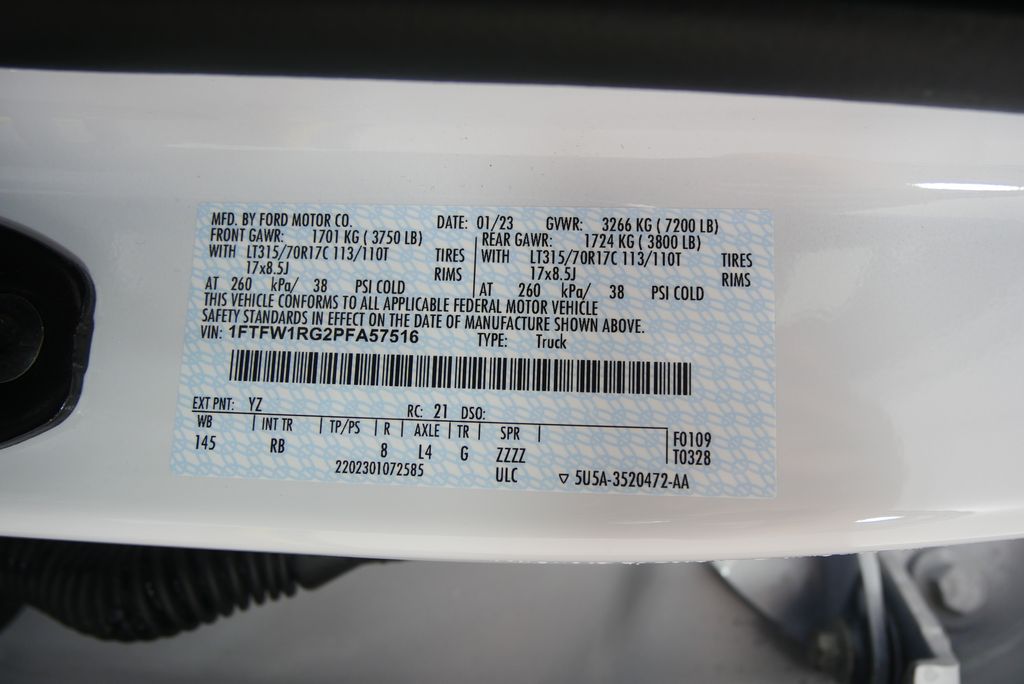 MFD. BY FORD MOTOR CO. DATE: 01/23 GVWR: 3266 KG ( 7200 LB)
FRONT GAWR: 1701 KG ( 3750 LB) REAR GAWR: 1724 KG ( 3800 LB)
WITH LT315/70R17C 113/110T TIRES WITH LT315/70R17C 113/110T TIRES
17x8.5J RIMS 17x8.5J RIMS
AT 260 kPa/ 38 PSI COLD AT 260 kPa/ 38 PSI COLD
THIS VEHICLE CONFORMS TO ALL APPLICABLE FEDERAL MOTOR VEHICLE
SAFETY STANDARDS IN EFFECT ON THE DATE OF MANUFACTURE SHOWN ABOVE.
VIN: 1FTFW1RG2PFA57516 TYPE: Truck
EXT PNT: YZ RC: 21 DSO:
WB INT TR TP/PS R AXLE TR SPR F0109
145 RB 8 L4 G ZZZZ T0328
2202301072585 ULC ▽ 5U5A-3520472-AA